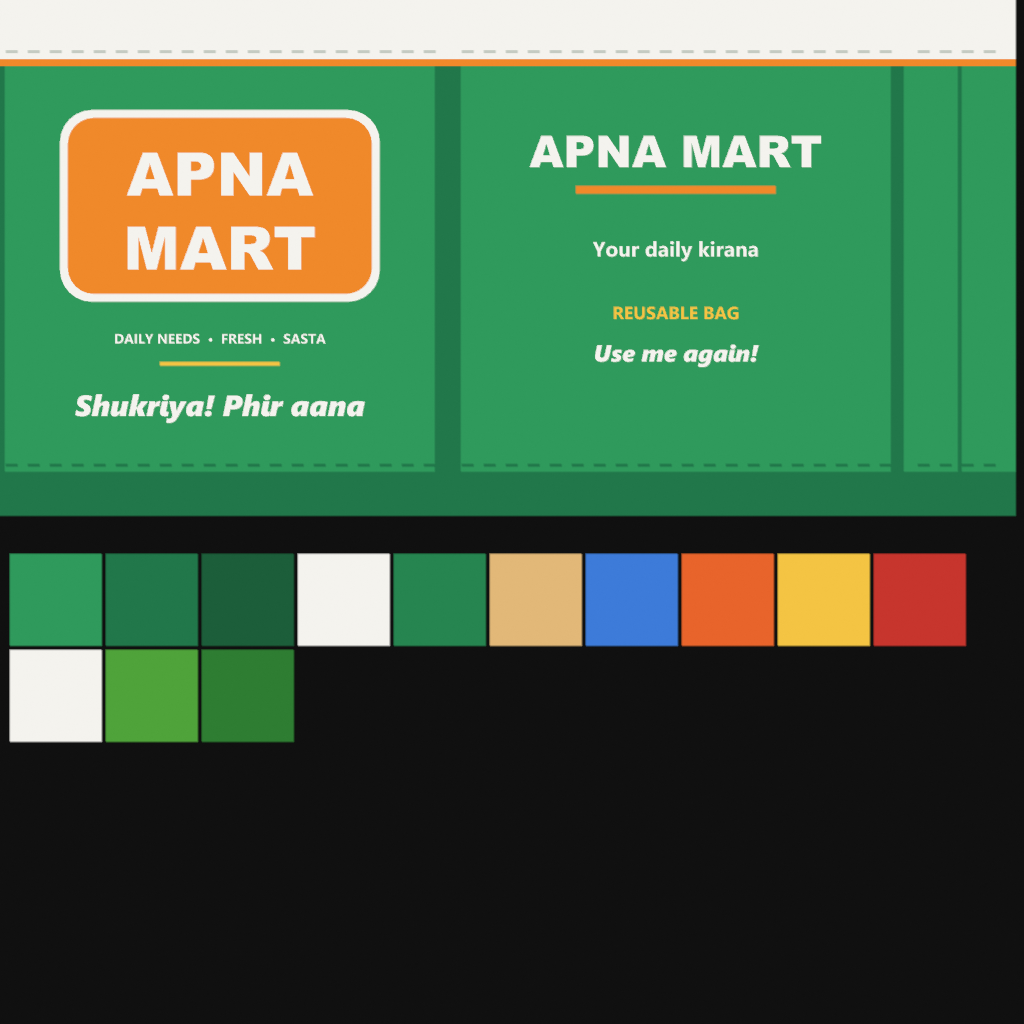 APNA
MART
DAILY NEEDS • FRESH • SASTA
Shukriya! Phir aana
APNA MART
Your daily kirana
REUSABLE BAG
Use me again!